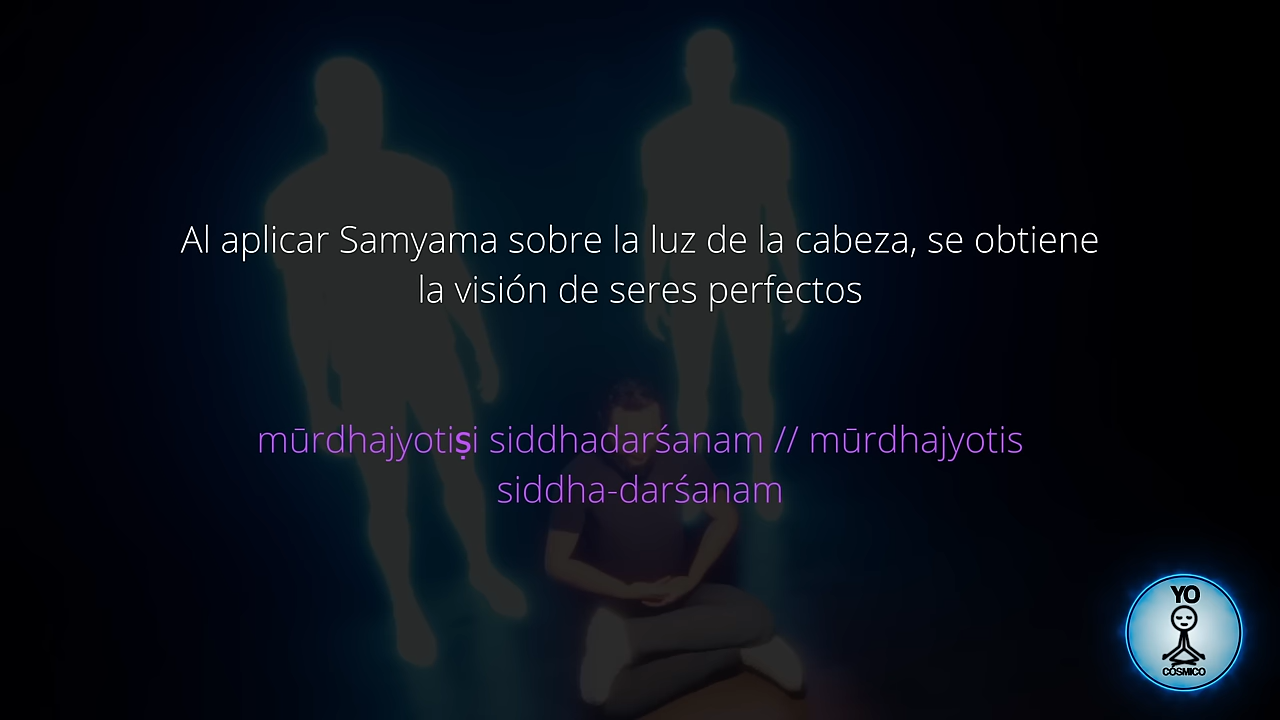 Al aplicar Samyama sobre la luz de la cabeza, se obtiene
la visión de seres perfectos
mūrdhajyotiṣi siddhadarśanam // mūrdhajyotis
siddha-darśanam
YO
CÓSMICO